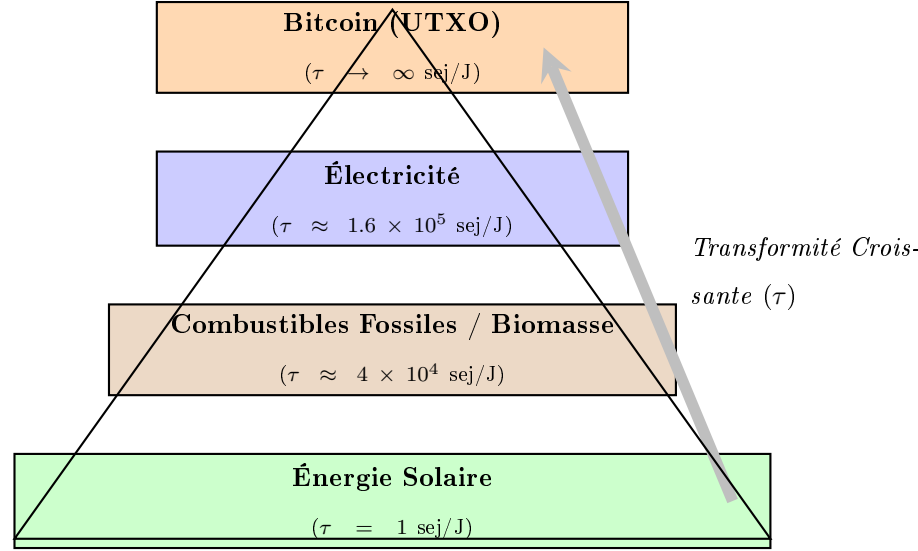 Bitcoin (UTXO)
(τ → ∞ sej/J)
Électricité
(τ ≈ 1.6 × 10⁵ sej/J)
Transformité Crois-
sante (τ)
Combustibles Fossiles / Biomasse
(τ ≈ 4 × 10⁴ sej/J)
Énergie Solaire
(τ = 1 sej/J)